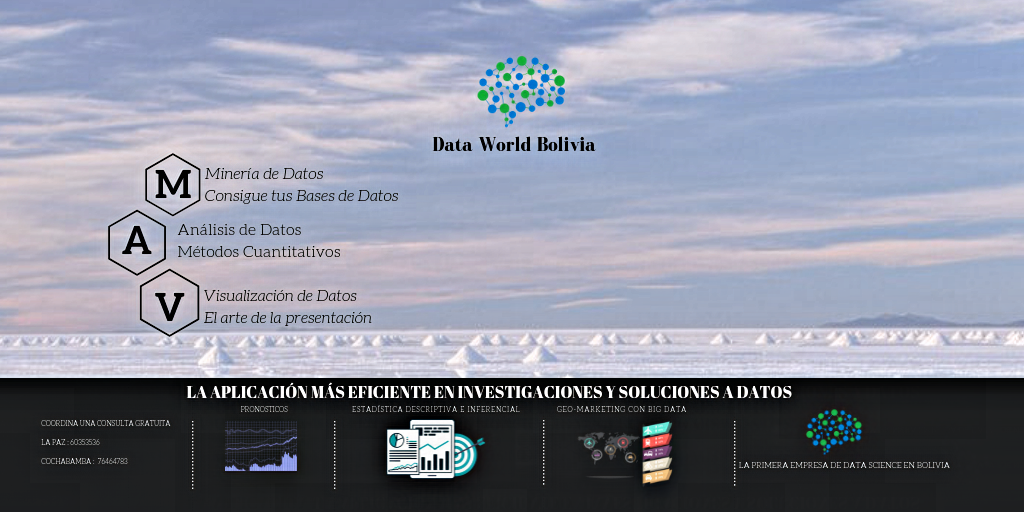 Data World Bolivia
M
Minería de Datos
Consigue tus Bases de Datos
A
Análisis de Datos
Métodos Cuantitativos
V
Visualización de Datos
El arte de la presentación
LA APLICACIÓN MÁS EFICIENTE EN INVESTIGACIONES Y SOLUCIONES A DATOS
COORDINA UNA CONSULTA GRATUITA
LA PAZ : 60353536
COCHABAMBA : 76464783
PRONOSTICOS
ESTADÍSTICA DESCRIPTIVA E INFERENCIAL
GEO-MARKETING CON BIG DATA
LA PRIMERA EMPRESA DE DATA SCIENCE EN BOLIVIA